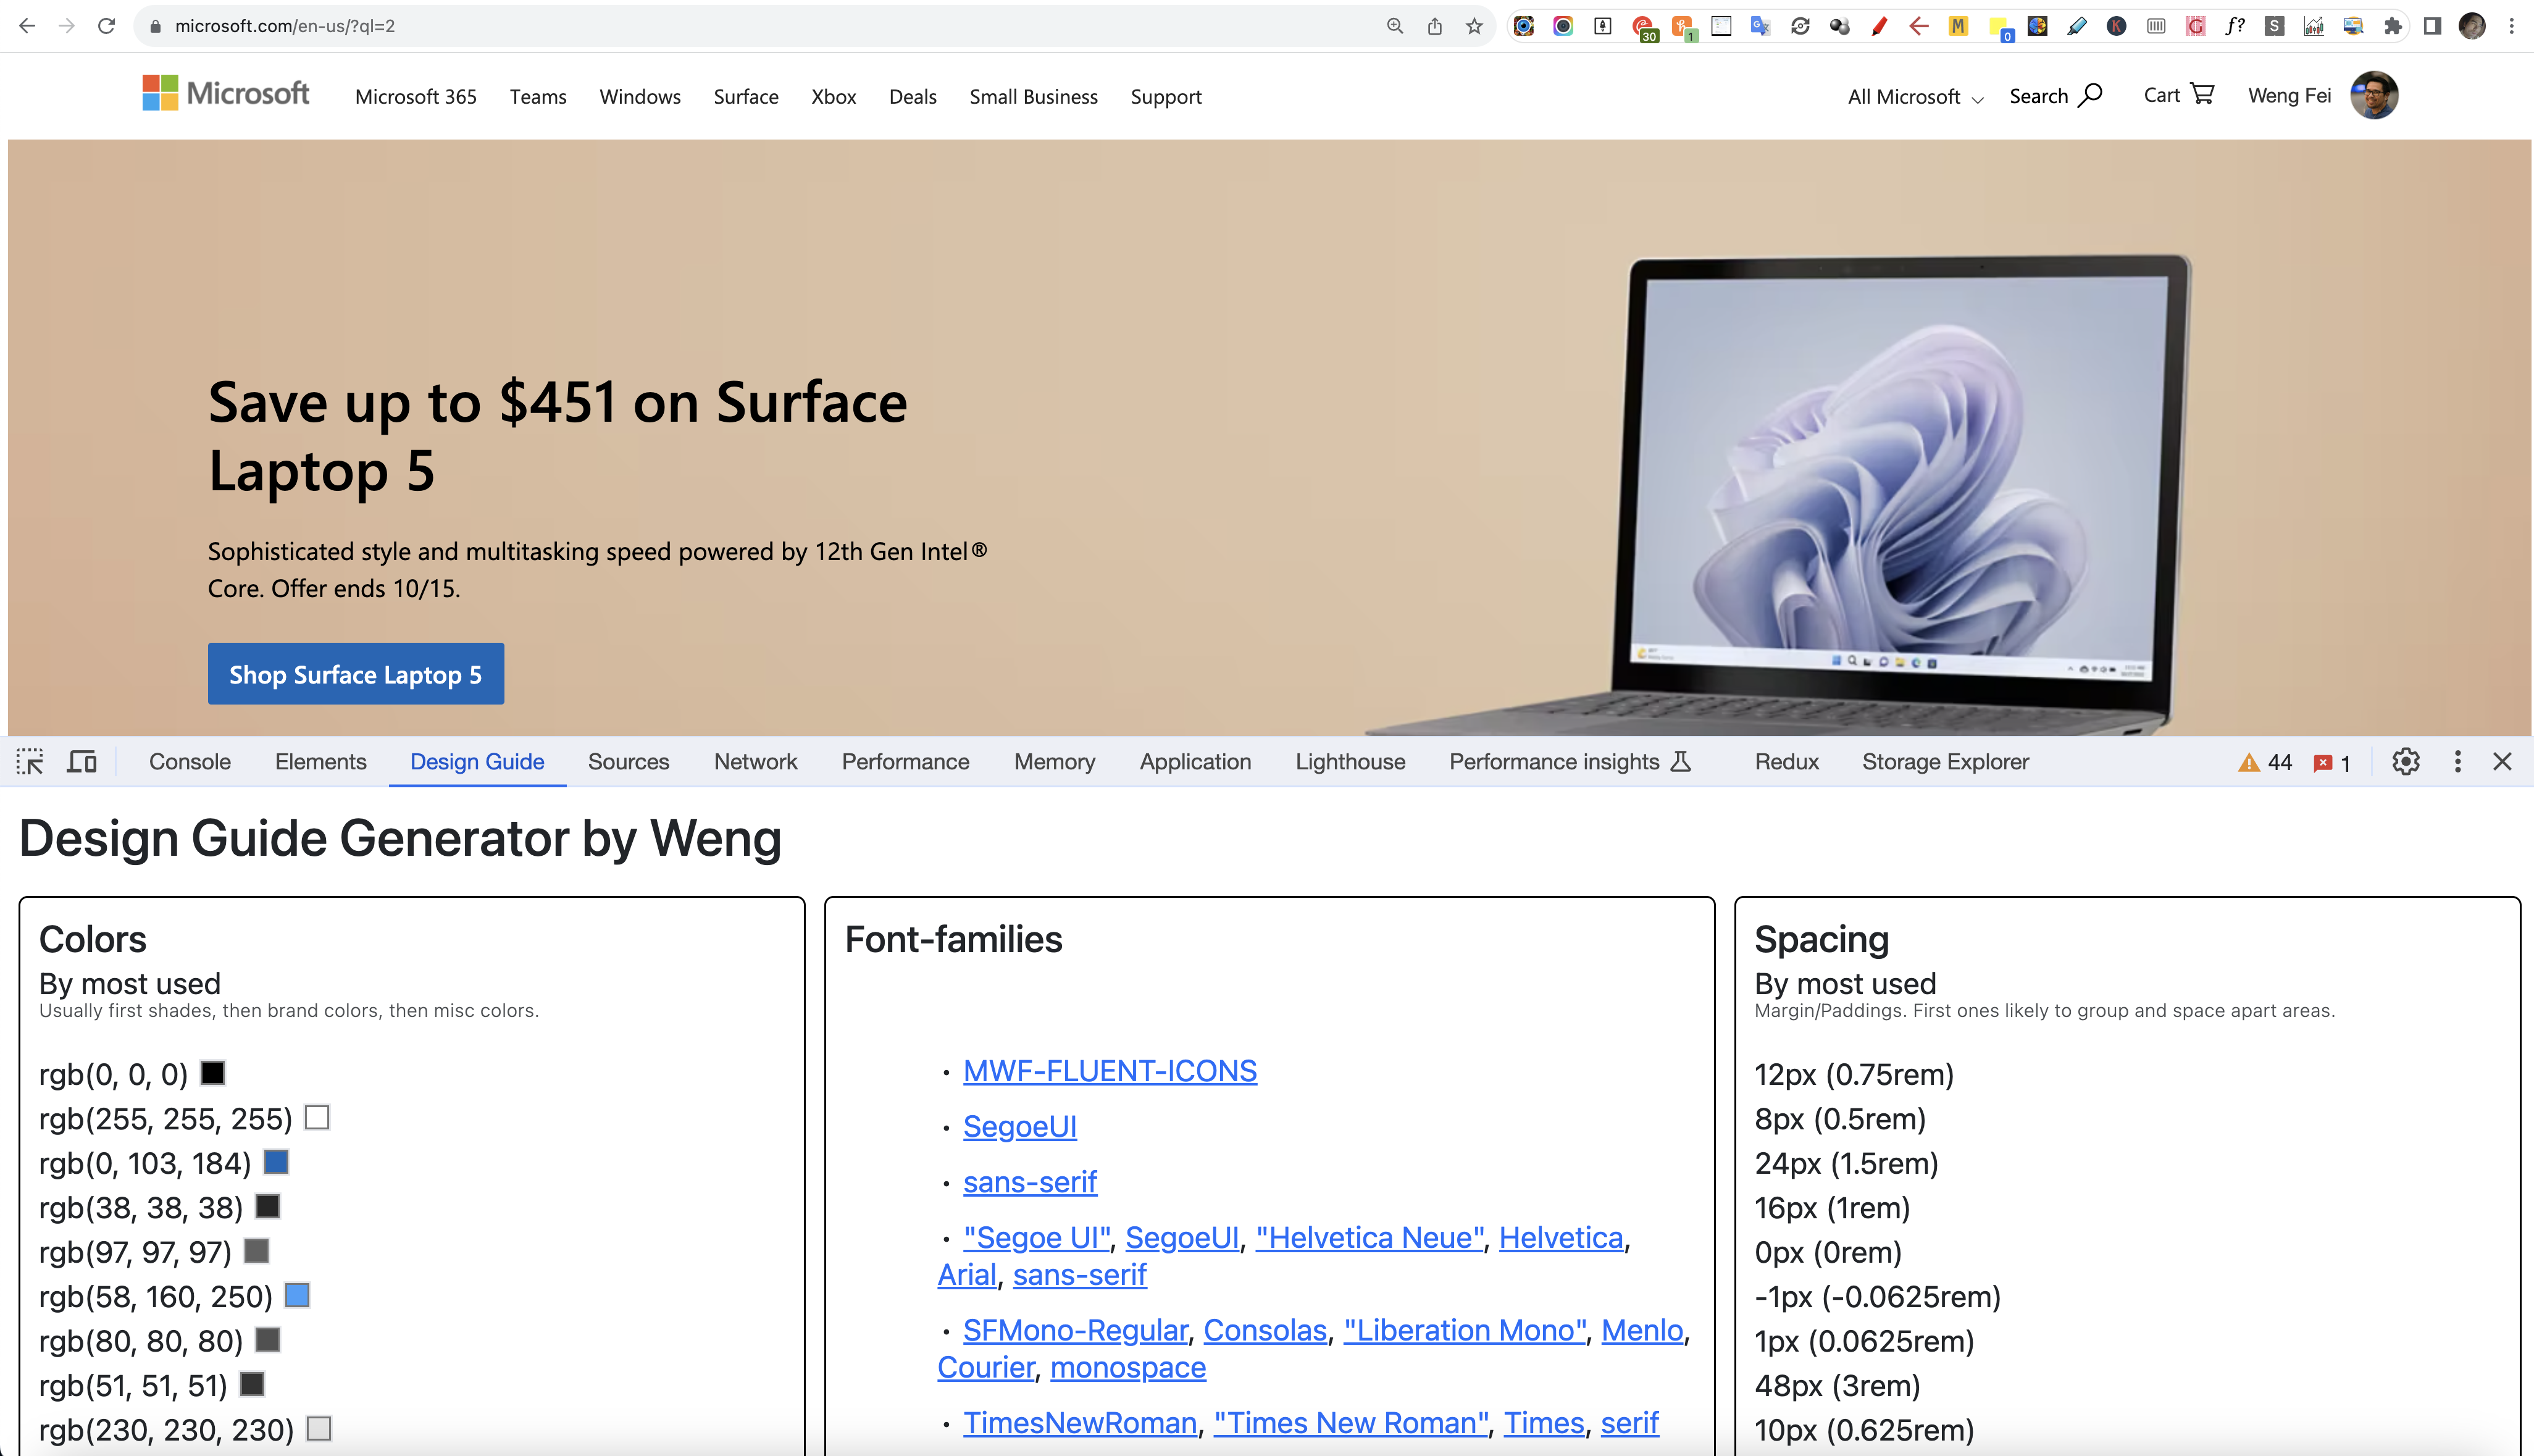 microsoft.com/en-us/?ql=2
30
1
M
0
K
G
f?
S
Microsoft
Microsoft 365 Teams Windows Surface Xbox Deals Small Business Support
All Microsoft Search Cart Weng Fei
Save up to $451 on Surface
Laptop 5
Sophisticated style and multitasking speed powered by 12th Gen Intel®
Core. Offer ends 10/15.
Shop Surface Laptop 5
Console Elements Design Guide Sources Network Performance Memory Application Lighthouse Performance insights Redux Storage Explorer 44 1
Design Guide Generator by Weng
Colors
By most used
Usually first shades, then brand colors, then misc colors.
rgb(0, 0, 0)
rgb(255, 255, 255)
rgb(0, 103, 184)
rgb(38, 38, 38)
rgb(97, 97, 97)
rgb(58, 160, 250)
rgb(80, 80, 80)
rgb(51, 51, 51)
rgb(230, 230, 230)
Font-families
• MWF-FLUENT-ICONS
• SegoeUI
• sans-serif
• "Segoe UI", SegoeUI, "Helvetica Neue", Helvetica,
Arial, sans-serif
• SFMono-Regular, Consolas, "Liberation Mono", Menlo,
Courier, monospace
• TimesNewRoman, "Times New Roman", Times, serif
Spacing
By most used
Margin/Paddings. First ones likely to group and space apart areas.
12px (0.75rem)
8px (0.5rem)
24px (1.5rem)
16px (1rem)
0px (0rem)
-1px (-0.0625rem)
1px (0.0625rem)
48px (3rem)
10px (0.625rem)